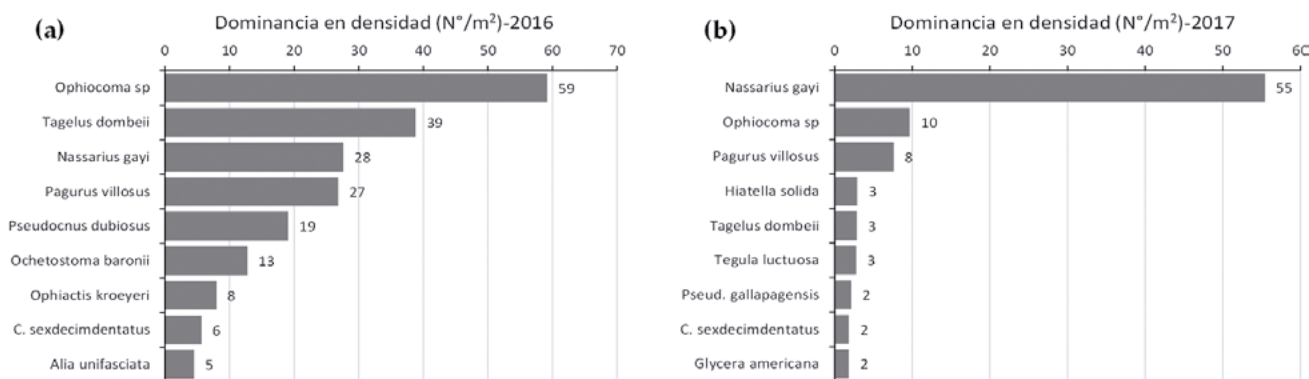 (a)
Dominancia en densidad (N°/m²)-2016
0 10 20 30 40 50 60 70
Ophiocoma sp 59
Tagelus dombeii 39
Nassarius gayi 28
Pagurus villosus 27
Pseudocnus dubiosus 19
Ochetostoma baronii 13
Ophiactis kroeyeri 8
C. sexdecimdentatus 6
Alia unifasciata 5
(b)
Dominancia en densidad (N°/m²)-2017
0 10 20 30 40 50 60
Nassarius gayi 55
Ophiocoma sp 10
Pagurus villosus 8
Hiatella solida 3
Tagelus dombeii 3
Tegula luctuosa 3
Pseud. gallapagensis 2
C. sexdecimdentatus 2
Glycera americana 2